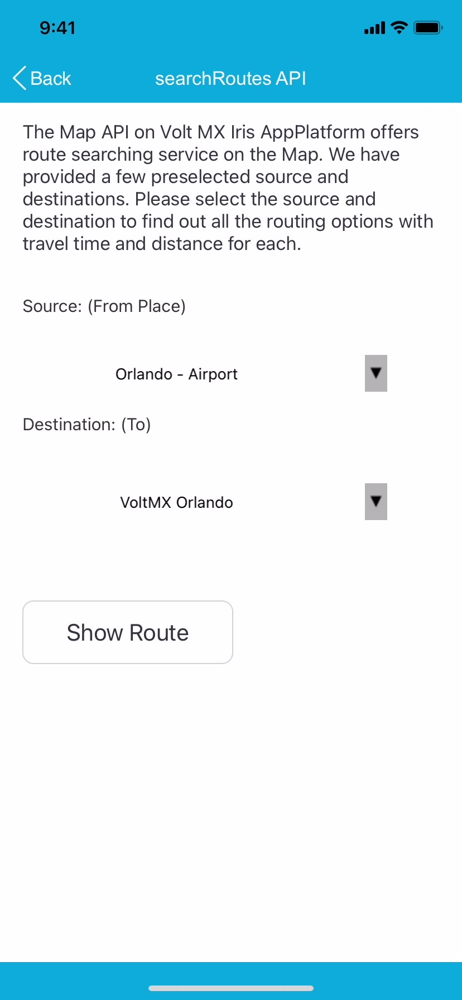 9:41
Back
searchRoutes API
The Map API on Volt MX Iris AppPlatform offers
route searching service on the Map. We have
provided a few preselected source and
destinations. Please select the source and
destination to find out all the routing options with
travel time and distance for each.
Source: (From Place)
Orlando - Airport
Destination: (To)
VoltMX Orlando
Show Route